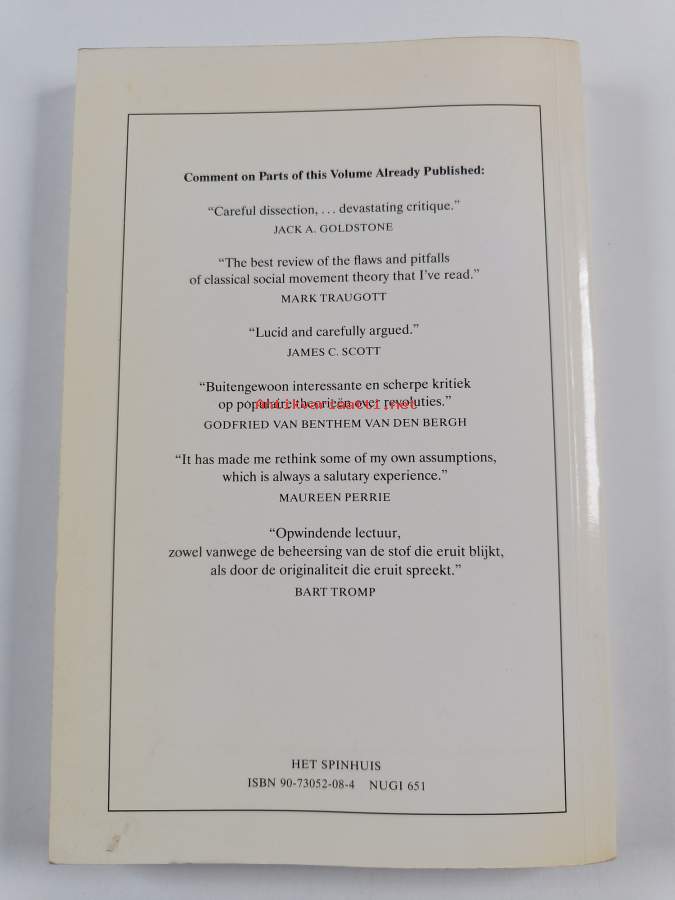 Comment on Parts of this Volume Already Published:
“Careful dissection, ... devastating critique.”
JACK A. GOLDSTONE
“The best review of the flaws and pitfalls
of classical social movement theory that I've read.”
MARK TRAUGOTT
“Lucid and carefully argued.”
JAMES C. SCOTT
“Buitengewoon interessante en scherpe kritiek
op populaire theorieën over revoluties.”
Antikvariaatti.net
GODFRIED VAN BENTHEM VAN DEN BERGH
“It has made me rethink some of my own assumptions,
which is always a salutary experience.”
MAUREEN PERRIE
“Opwindende lectuur,
zowel vanwege de beheersing van de stof die eruit blijkt,
als door de originaliteit die eruit spreekt.”
BART TROMP
HET SPINHUIS
ISBN 90-73052-08-4 NUGI 651